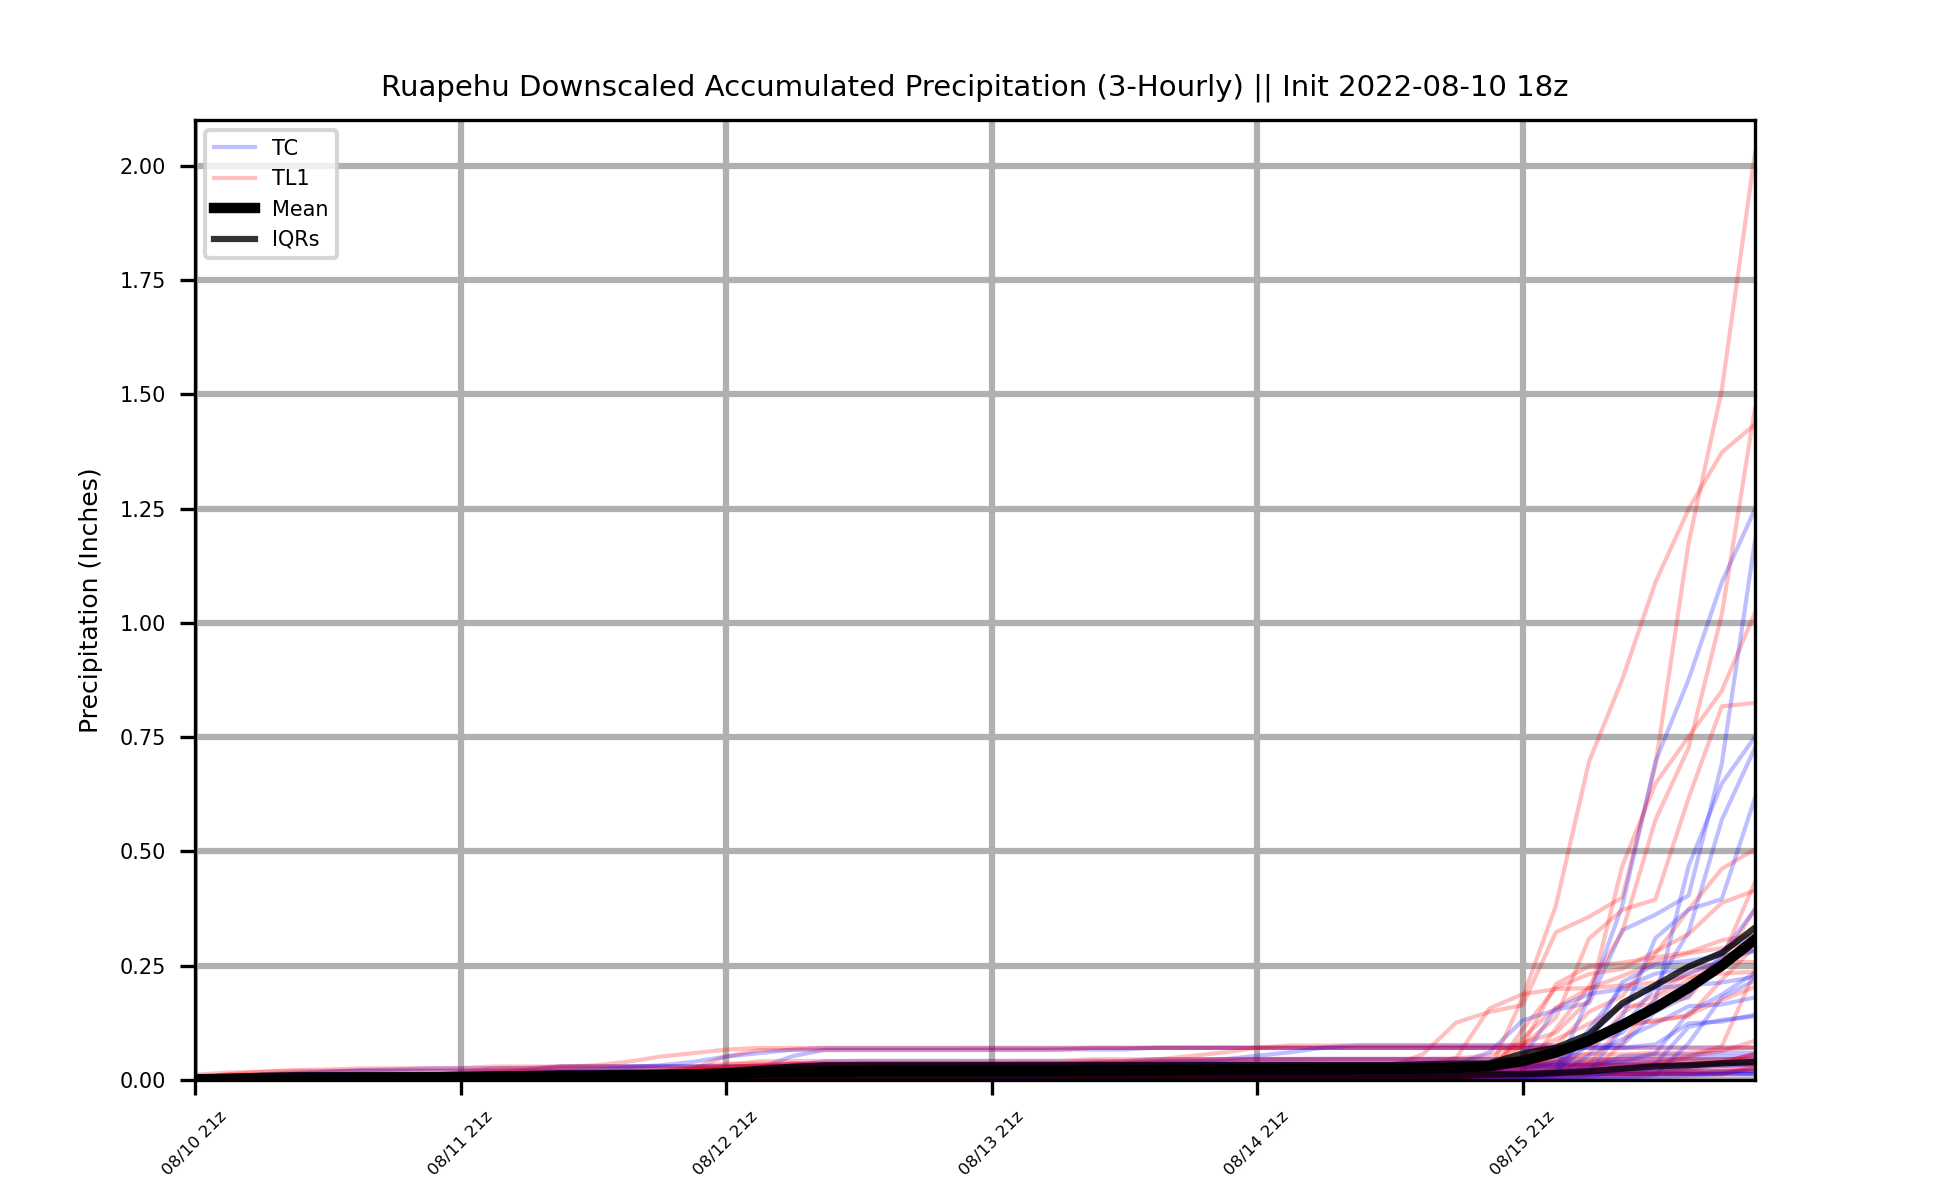 Ruapehu Downscaled Accumulated Precipitation (3-Hourly) || Init 2022-08-10 18z
TC
TL1
Mean
IQRs
Precipitation (Inches)
2.00
1.75
1.50
1.25
1.00
0.75
0.50
0.25
0.00
08/10 21z
08/11 21z
08/12 21z
08/13 21z
08/14 21z
08/15 21z